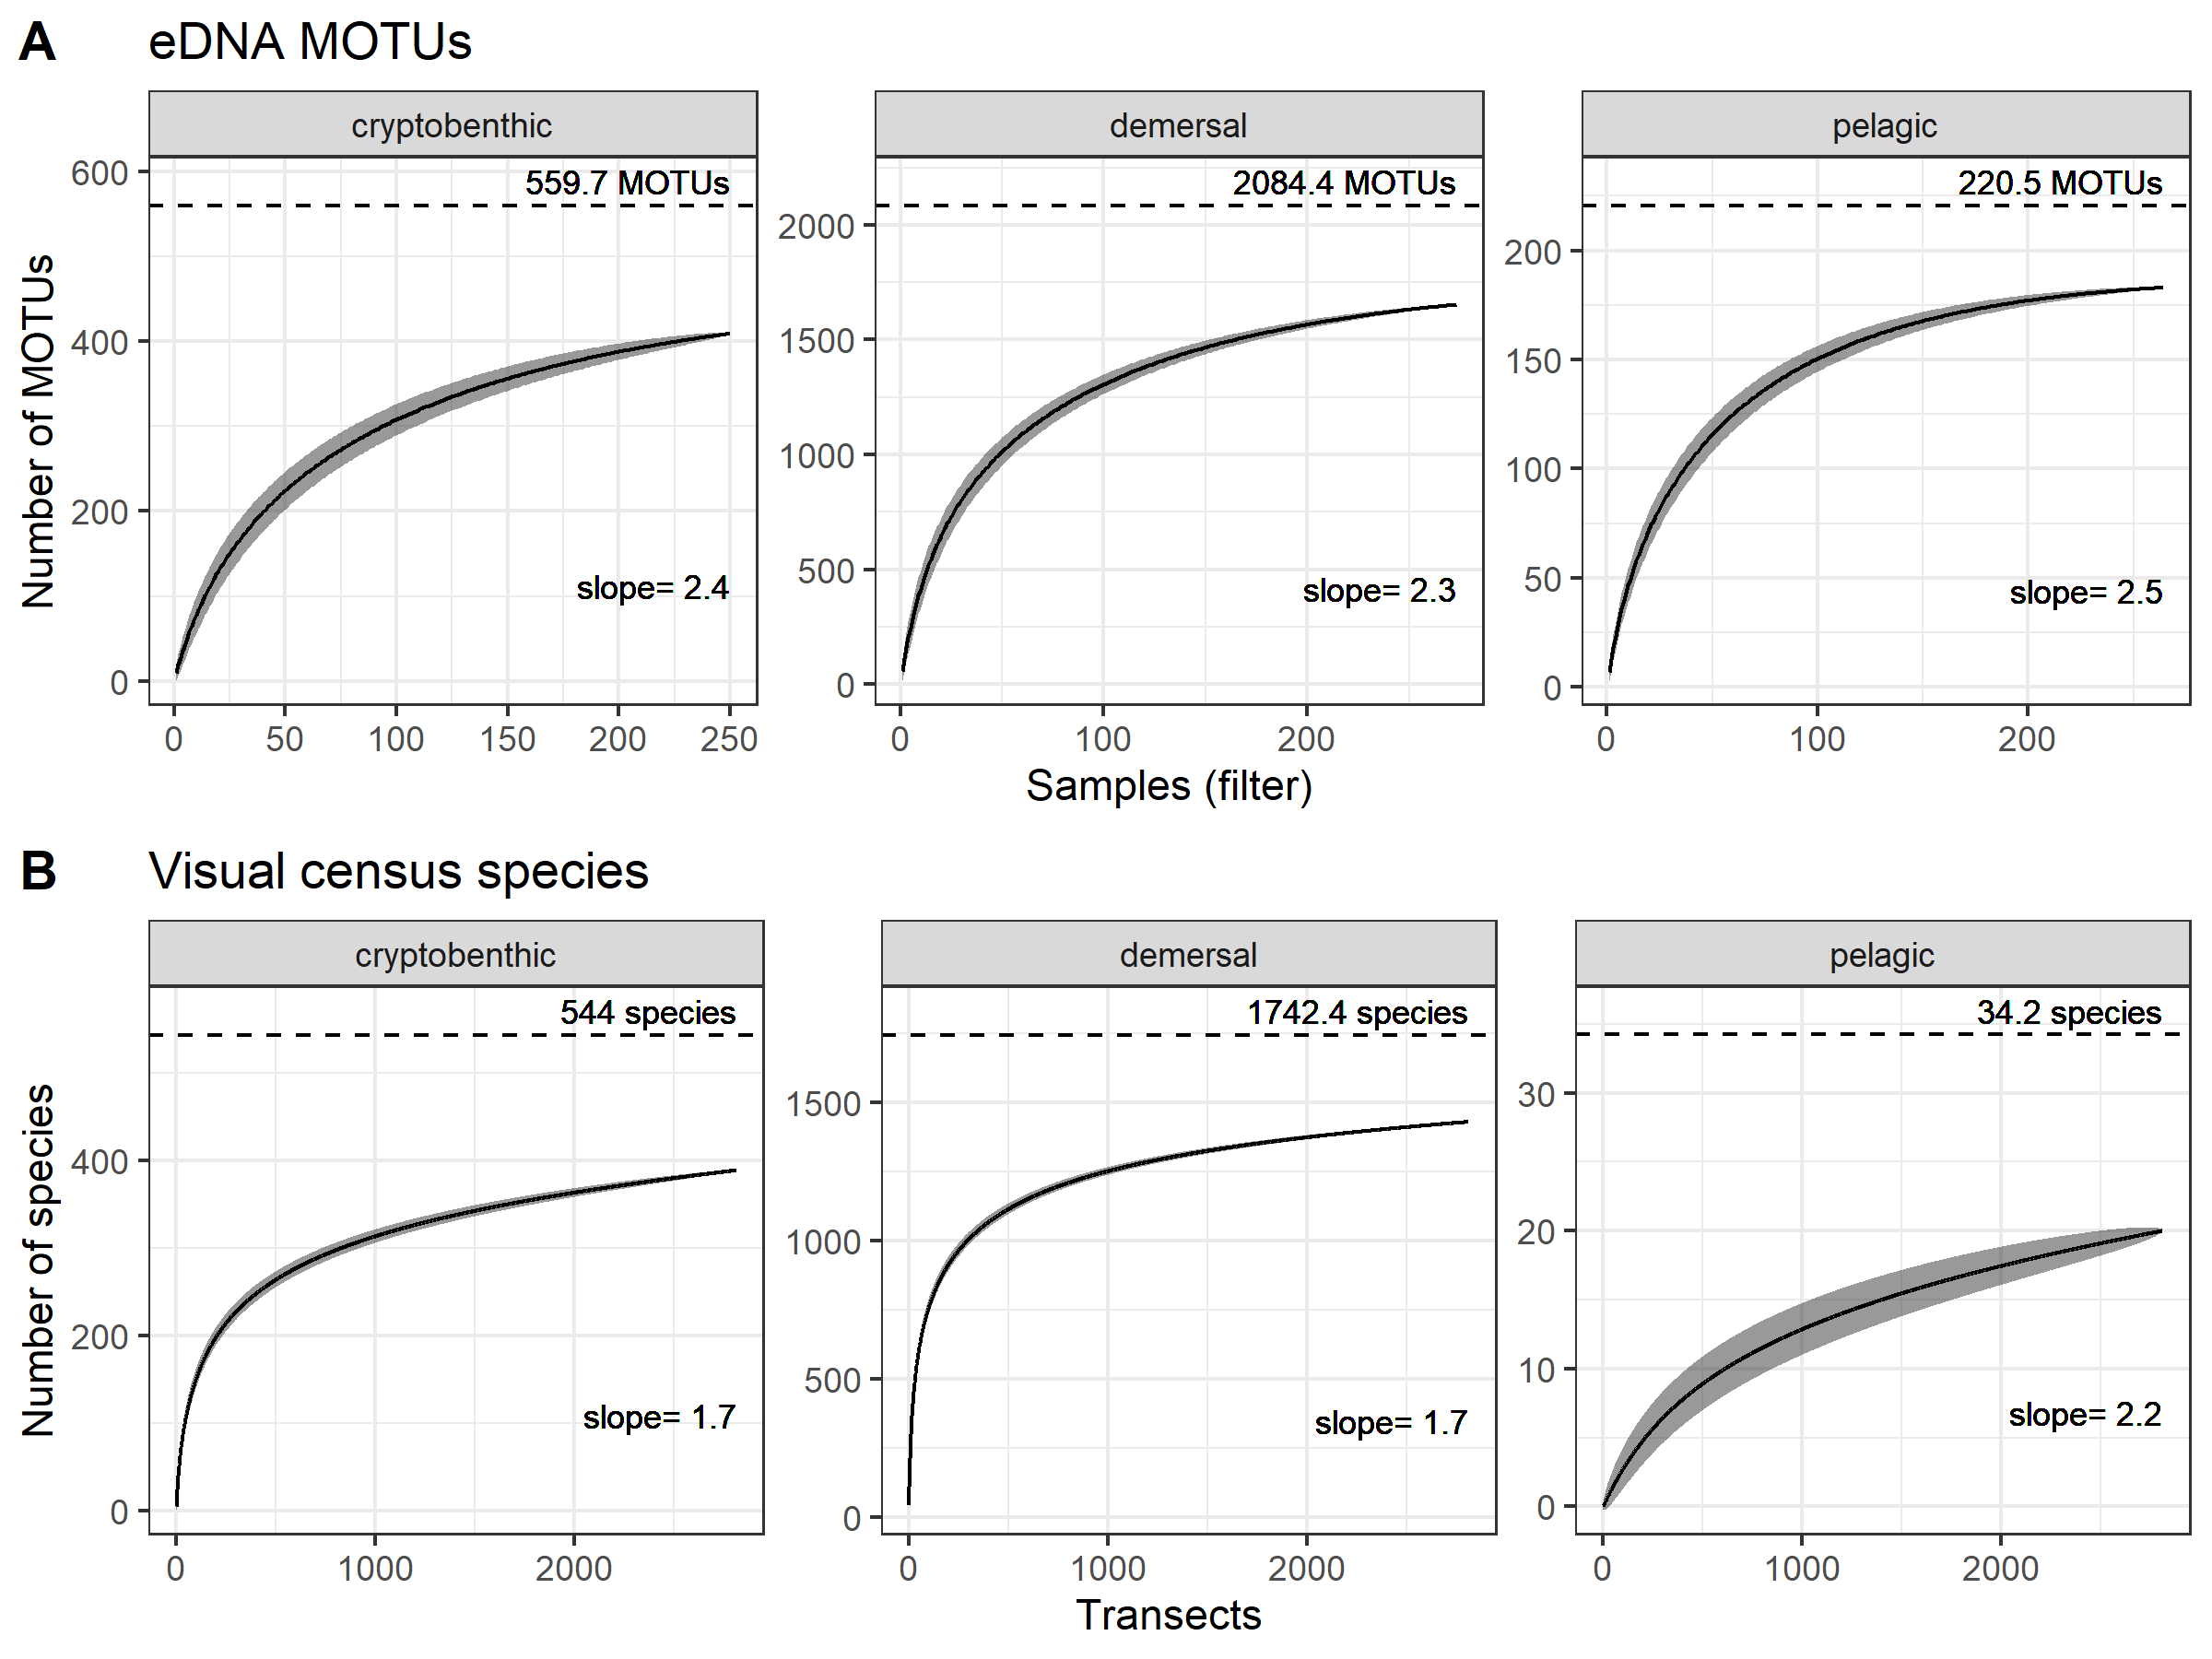 A eDNA MOTUs
cryptobenthic
demersal
pelagic
Number of MOTUs
600
400
200
0
559.7 MOTUs
slope= 2.4
0 50 100 150 200 250
2000
1500
1000
500
0
2084.4 MOTUs
slope= 2.3
0 100 200
200
150
100
50
0
220.5 MOTUs
slope= 2.5
0 100 200
Samples (filter)
B Visual census species
cryptobenthic
demersal
pelagic
Number of species
400
200
0
544 species
slope= 1.7
0 1000 2000
1500
1000
500
0
1742.4 species
slope= 1.7
0 1000 2000
30
20
10
0
34.2 species
slope= 2.2
0 1000 2000
Transects